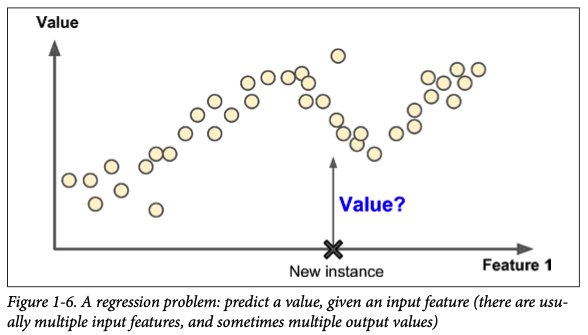 Value
Value?
New instance
Feature 1
Figure 1-6. A regression problem: predict a value, given an input feature (there are usu-
ally multiple input features, and sometimes multiple output values)